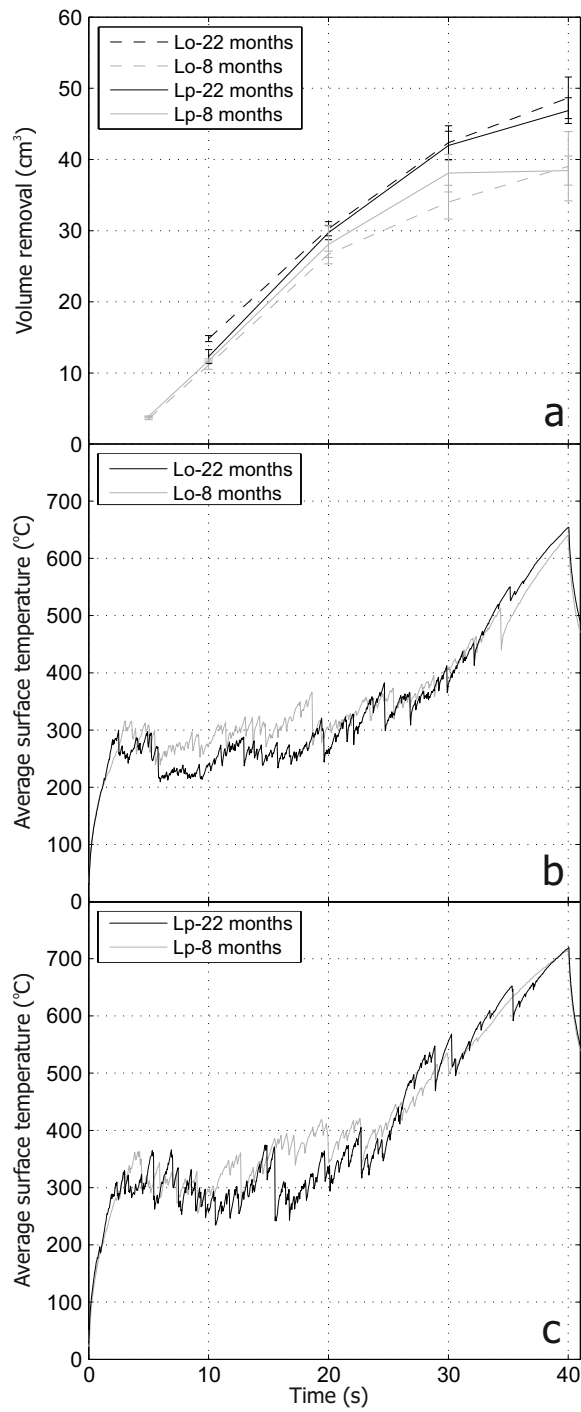 60
50
40
30
20
10
0
Volume removal (cm³)
Lo-22 months
Lo-8 months
Lp-22 months
Lp-8 months
a
700
600
500
400
300
200
100
0
Average surface temperature (°C)
Lo-22 months
Lo-8 months
b
700
600
500
400
300
200
100
0
Average surface temperature (°C)
Lp-22 months
Lp-8 months
c
0 10 20 30 40
Time (s)